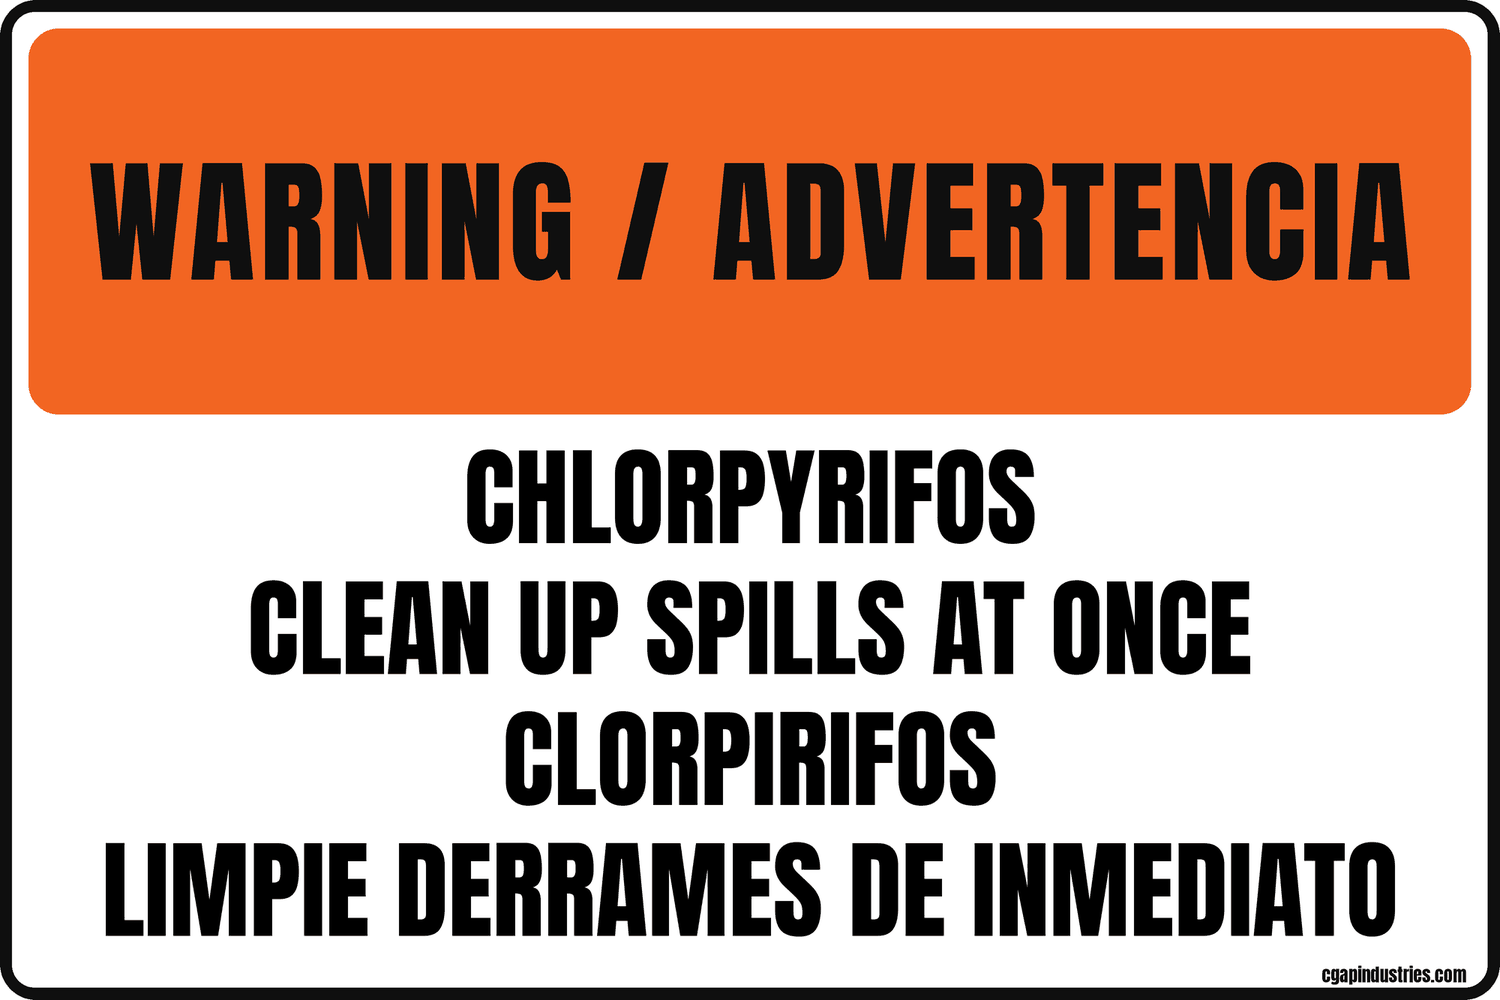 WARNING / ADVERTENCIA
CHLORPYRIFOS
CLEAN UP SPILLS AT ONCE
CLORPIRIFOS
LIMPIE DERRAMES DE INMEDIATO
cgapindustries.com